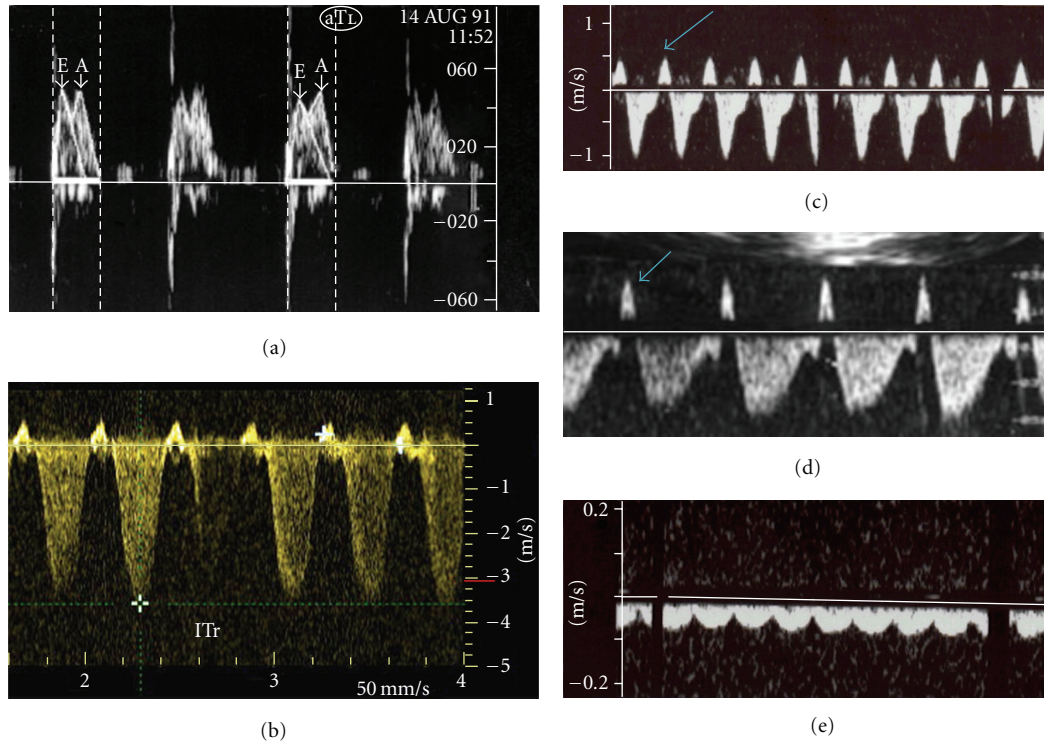 aTL
14 AUG 91
11:52
E A
E A
060
020
−020
−060
(a)
1
−1
−2
−3
−4
−5
(m/s)
ITr
2
3
50 mm/s
4
(b)
1
−1
(m/s)
(c)
(d)
0.2
−0.2
(m/s)
(e)